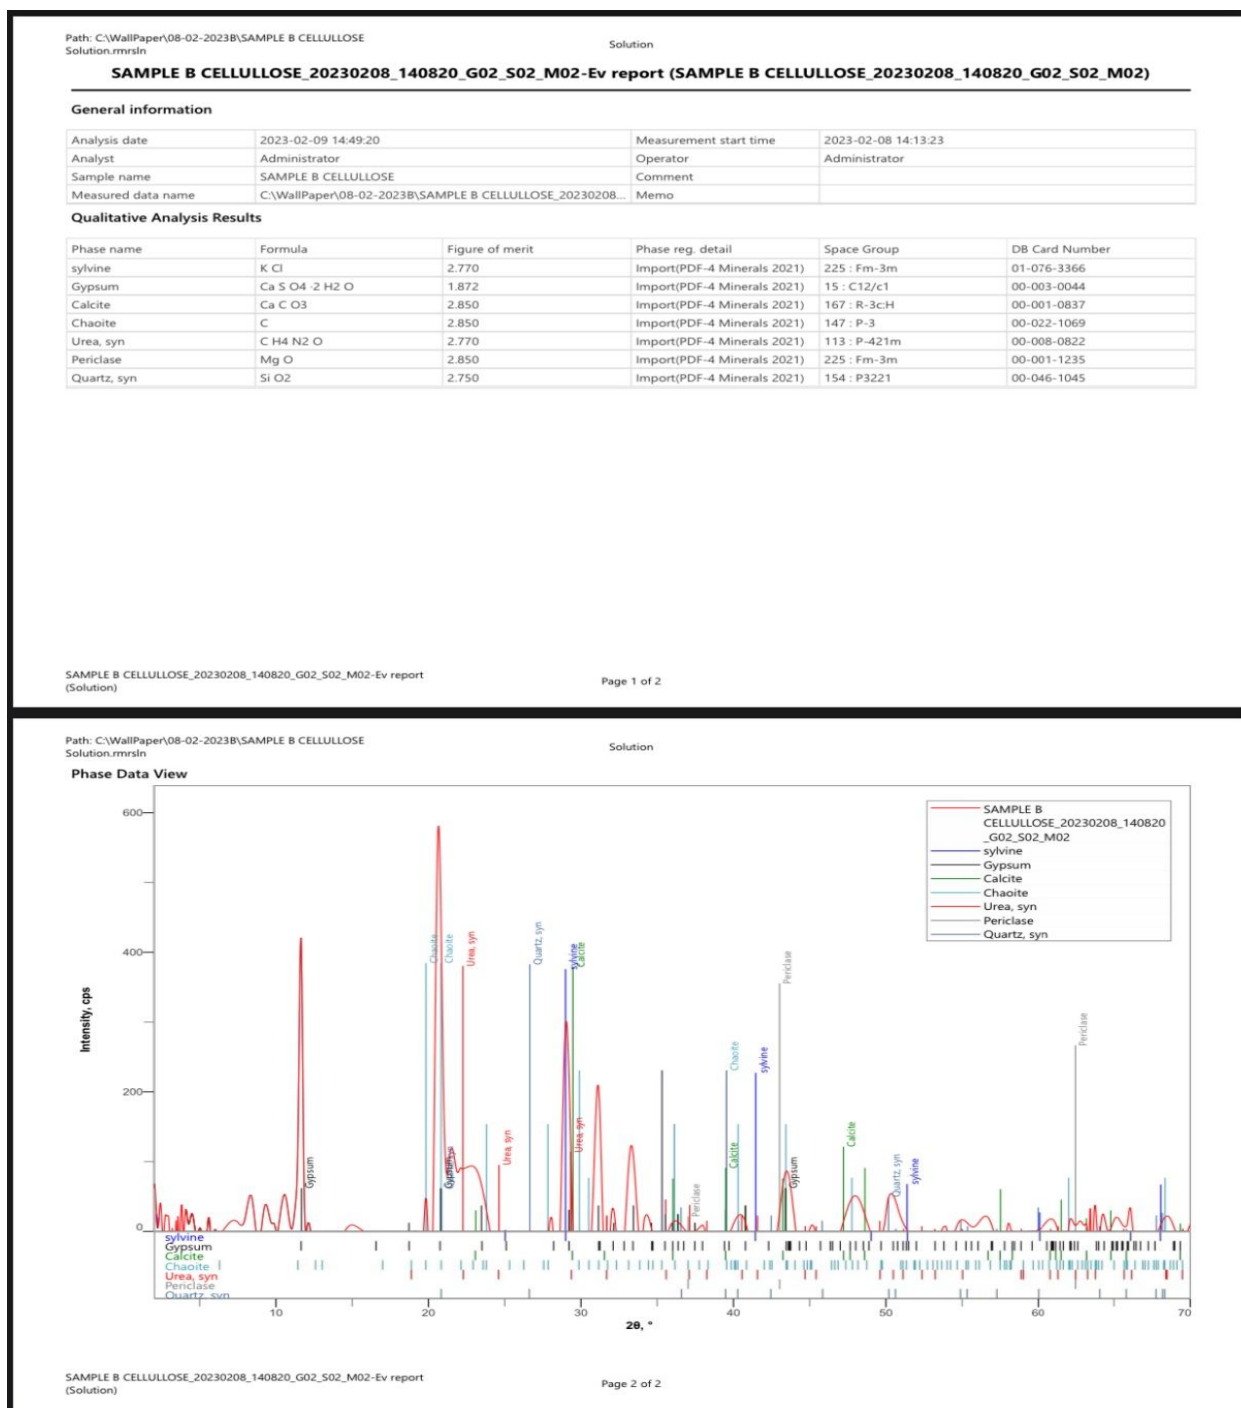 Path: C:\WallPaper\08-02-2023B\SAMPLE B CELLULLOSE
Solution.rmrsln
Solution
SAMPLE B CELLULLOSE_20230208_140820_G02_S02_M02-Ev report (SAMPLE B CELLULLOSE_20230208_140820_G02_S02_M02)
General information
Analysis date 2023-02-09 14:49:20 Measurement start time 2023-02-08 14:13:23
Analyst Administrator Operator Administrator
Sample name SAMPLE B CELLULLOSE Comment
Measured data name C:\WallPaper\08-02-2023B\SAMPLE B CELLULLOSE_20230208... Memo
Qualitative Analysis Results
Phase name Formula Figure of merit Phase reg. detail Space Group DB Card Number
sylvine K Cl 2.770 Import(PDF-4 Minerals 2021) 225 : Fm-3m 01-076-3366
Gypsum Ca S O4 ·2 H2 O 1.872 Import(PDF-4 Minerals 2021) 15 : C12/c1 00-003-0044
Calcite Ca C O3 2.850 Import(PDF-4 Minerals 2021) 167 : R-3c:H 00-001-0837
Chaoite C 2.850 Import(PDF-4 Minerals 2021) 147 : P-3 00-022-1069
Urea, syn C H4 N2 O 2.770 Import(PDF-4 Minerals 2021) 113 : P-421m 00-008-0822
Periclase Mg O 2.850 Import(PDF-4 Minerals 2021) 225 : Fm-3m 00-001-1235
Quartz, syn Si O2 2.750 Import(PDF-4 Minerals 2021) 154 : P3221 00-046-1045
SAMPLE B CELLULLOSE_20230208_140820_G02_S02_M02-Ev report
(Solution)
Page 1 of 2
Path: C:\WallPaper\08-02-2023B\SAMPLE B CELLULLOSE
Solution.rmrsln
Solution
Phase Data View
600
400
200
0
Intensity, cps
SAMPLE B
CELLULLOSE_20230208_140820
_G02_S02_M02
sylvine
Gypsum
Calcite
Chaoite
Urea, syn
Periclase
Quartz, syn
Gypsum
Chaoite
Chaoite
Gypsum
Urea, syn
Urea, syn
Quartz, syn
sylvine
Calcite
Urea, syn
Periclase
Chaoite
Calcite
sylvine
Periclase
Gypsum
Calcite
Quartz, syn
sylvine
Periclase
sylvine
Gypsum
Calcite
Chaoite
Urea, syn
Periclase
Quartz, syn
10 20 30 40 50 60 70
2θ, °
SAMPLE B CELLULLOSE_20230208_140820_G02_S02_M02-Ev report
(Solution)
Page 2 of 2